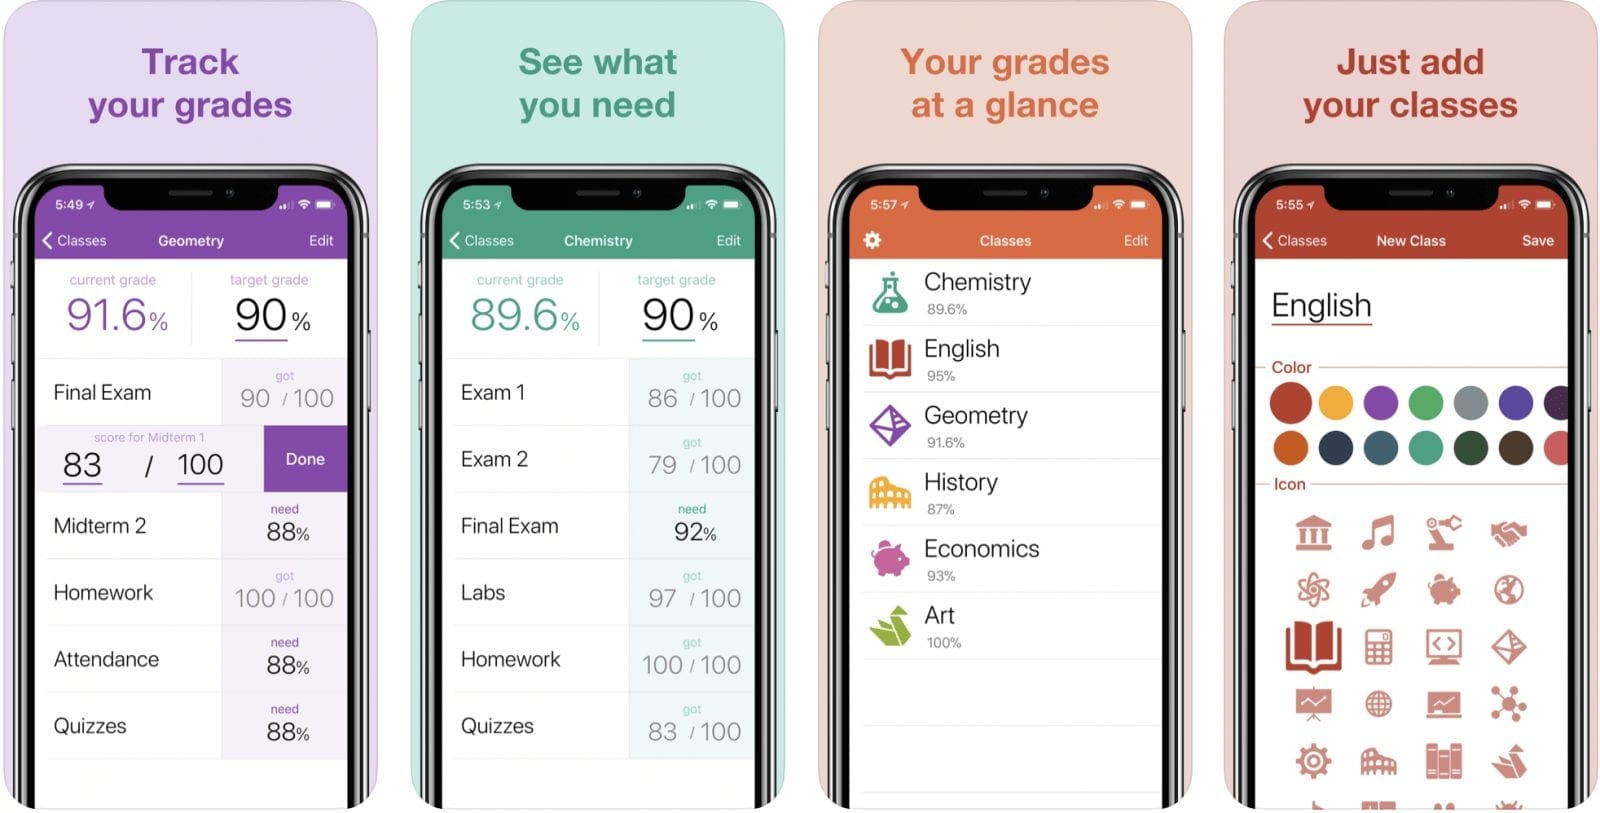 Track
your grades
5:49
Classes
Geometry
Edit
current grade
target grade
91.6%
90 %
Final Exam
got
90 / 100
score for Midterm 1
83 / 100
Done
Midterm 2
need
88%
Homework
got
100 / 100
Attendance
need
88%
Quizzes
need
88%
See what
you need
5:53
Classes
Chemistry
Edit
current grade
target grade
89.6%
90 %
Exam 1
got
86 / 100
Exam 2
got
79 / 100
Final Exam
need
92%
Labs
got
97 / 100
Homework
got
100 / 100
Quizzes
got
83 / 100
Your grades
at a glance
5:57
Classes
Edit
Chemistry
89.6%
English
95%
Geometry
91.6%
History
87%
Economics
93%
Art
100%
Just add
your classes
5:55
Classes
New Class
Save
English
Color
Icon